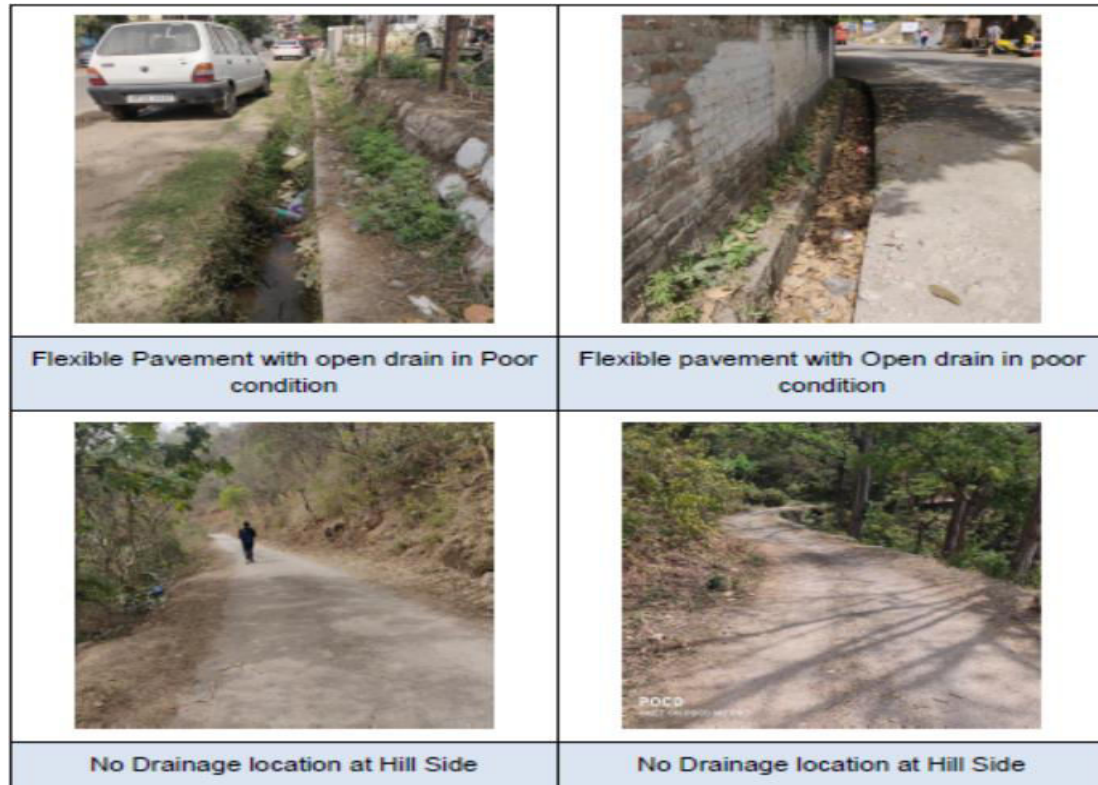 Flexible Pavement with open drain in Poor
condition
Flexible pavement with Open drain in poor
condition
No Drainage location at Hill Side
POCO
No Drainage location at Hill Side